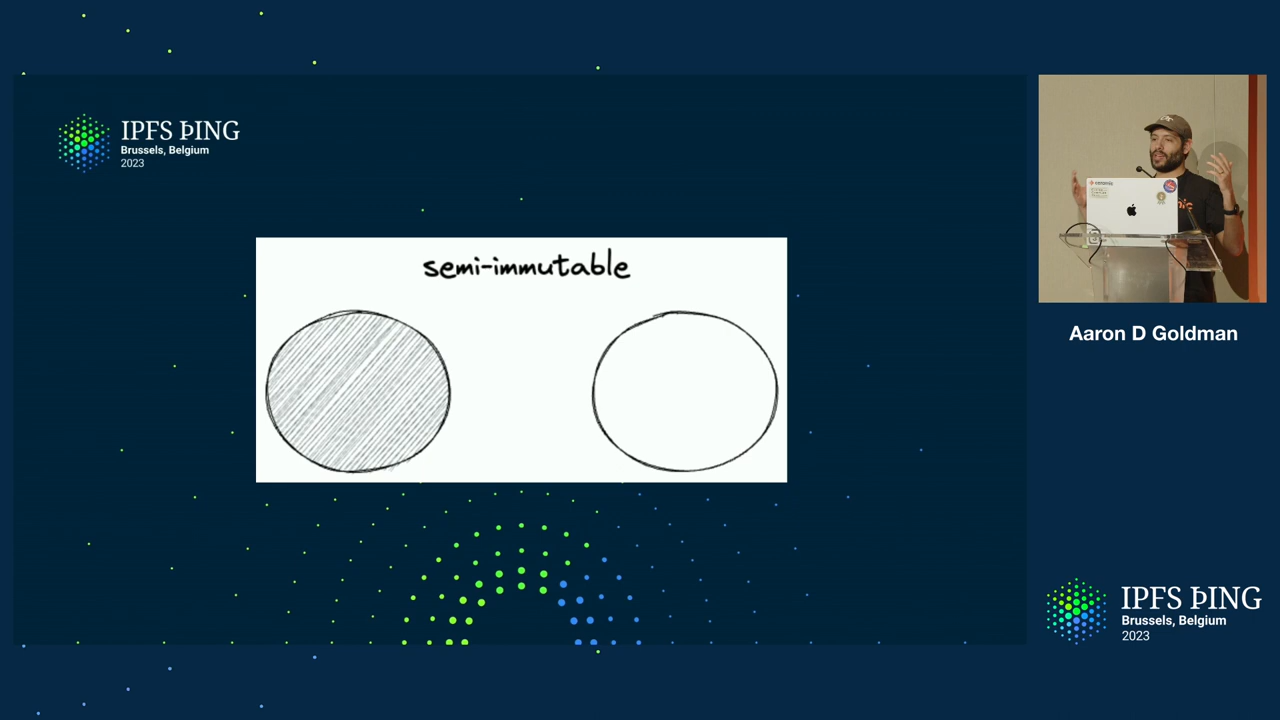 IPFS ÞING
Brussels, Belgium
2023
semi-immutable
Aaron D Goldman
IPFS ÞING
Brussels, Belgium
2023